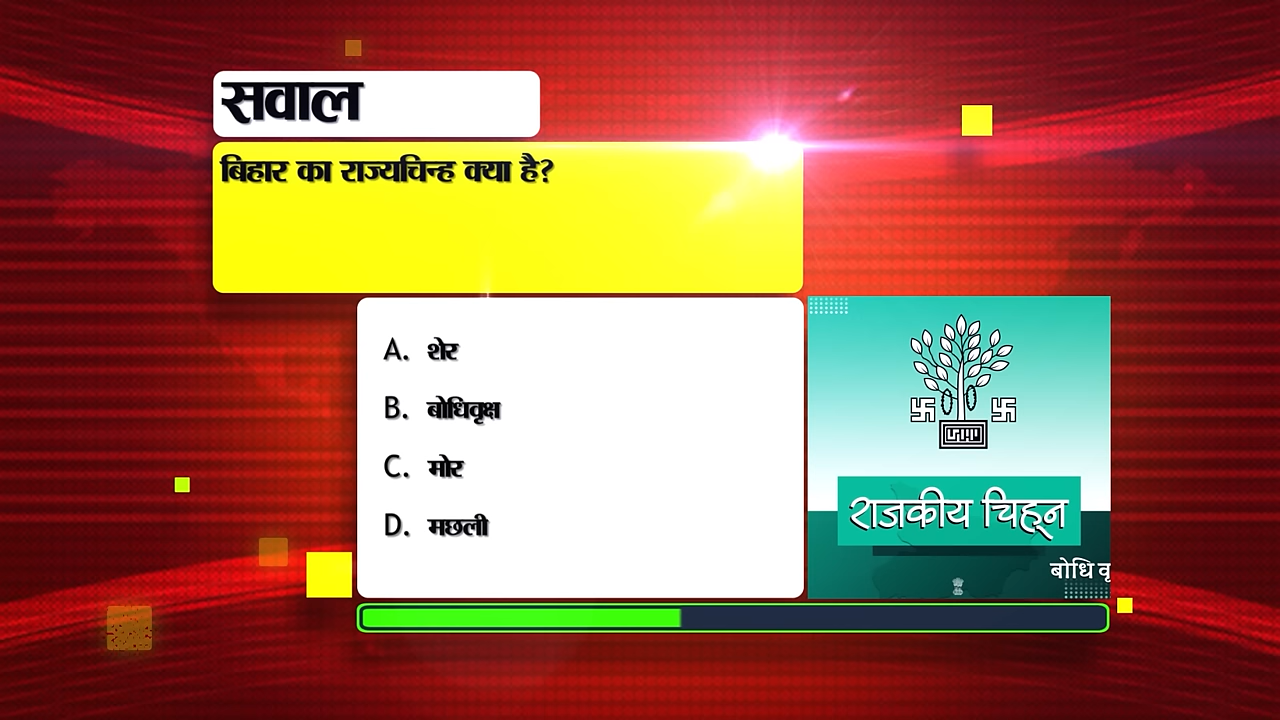 सवाल
बिहार का राज्यचिन्ह क्या है?
A. शेर
B. बोधिवृक्ष
C. मोर
D. मछली
राजकीय चिह्न
बोधि वृ